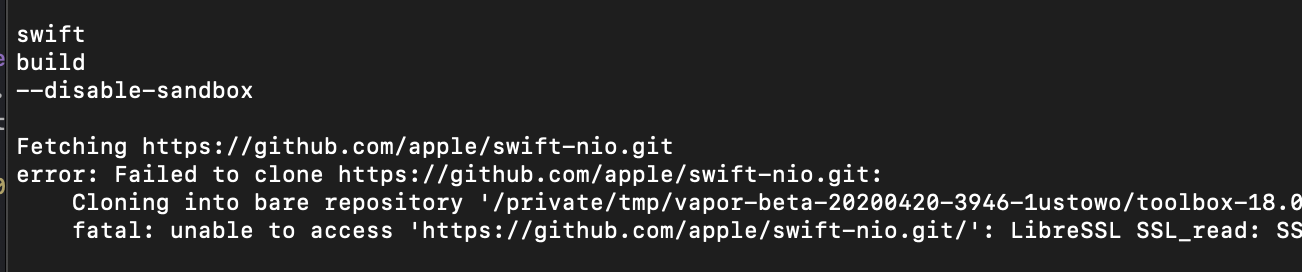 swift
build
--disable-sandbox
Fetching https://github.com/apple/swift-nio.git
error: Failed to clone https://github.com/apple/swift-nio.git:
Cloning into bare repository '/private/tmp/vapor-beta-20200420-3946-1ustowo/toolbox-18.0
fatal: unable to access 'https://github.com/apple/swift-nio.git/': LibreSSL SSL_read: SS